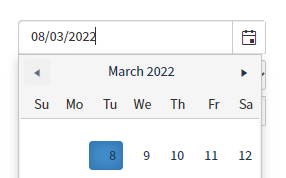 08/03/2022
March 2022
Su Mo Tu We Th Fr Sa
8 9 10 11 12